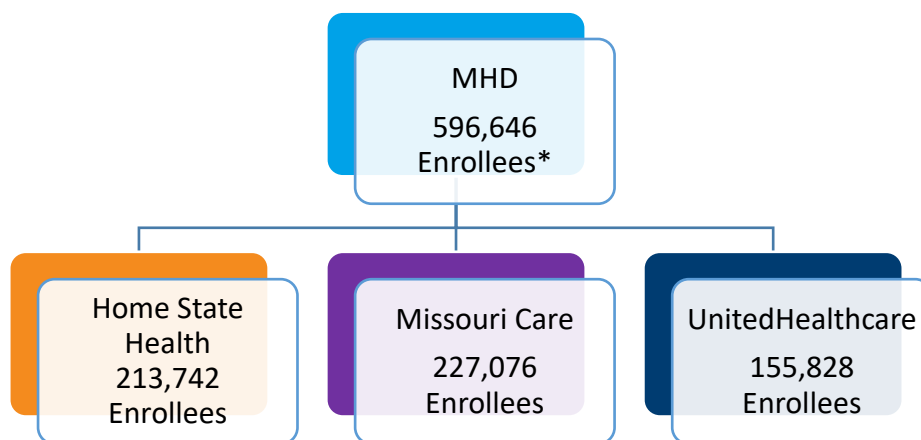 MHD
596,646
Enrollees*
Home State
Health
213,742
Enrollees
Missouri Care
227,076
Enrollees
UnitedHealthcare
155,828
Enrollees